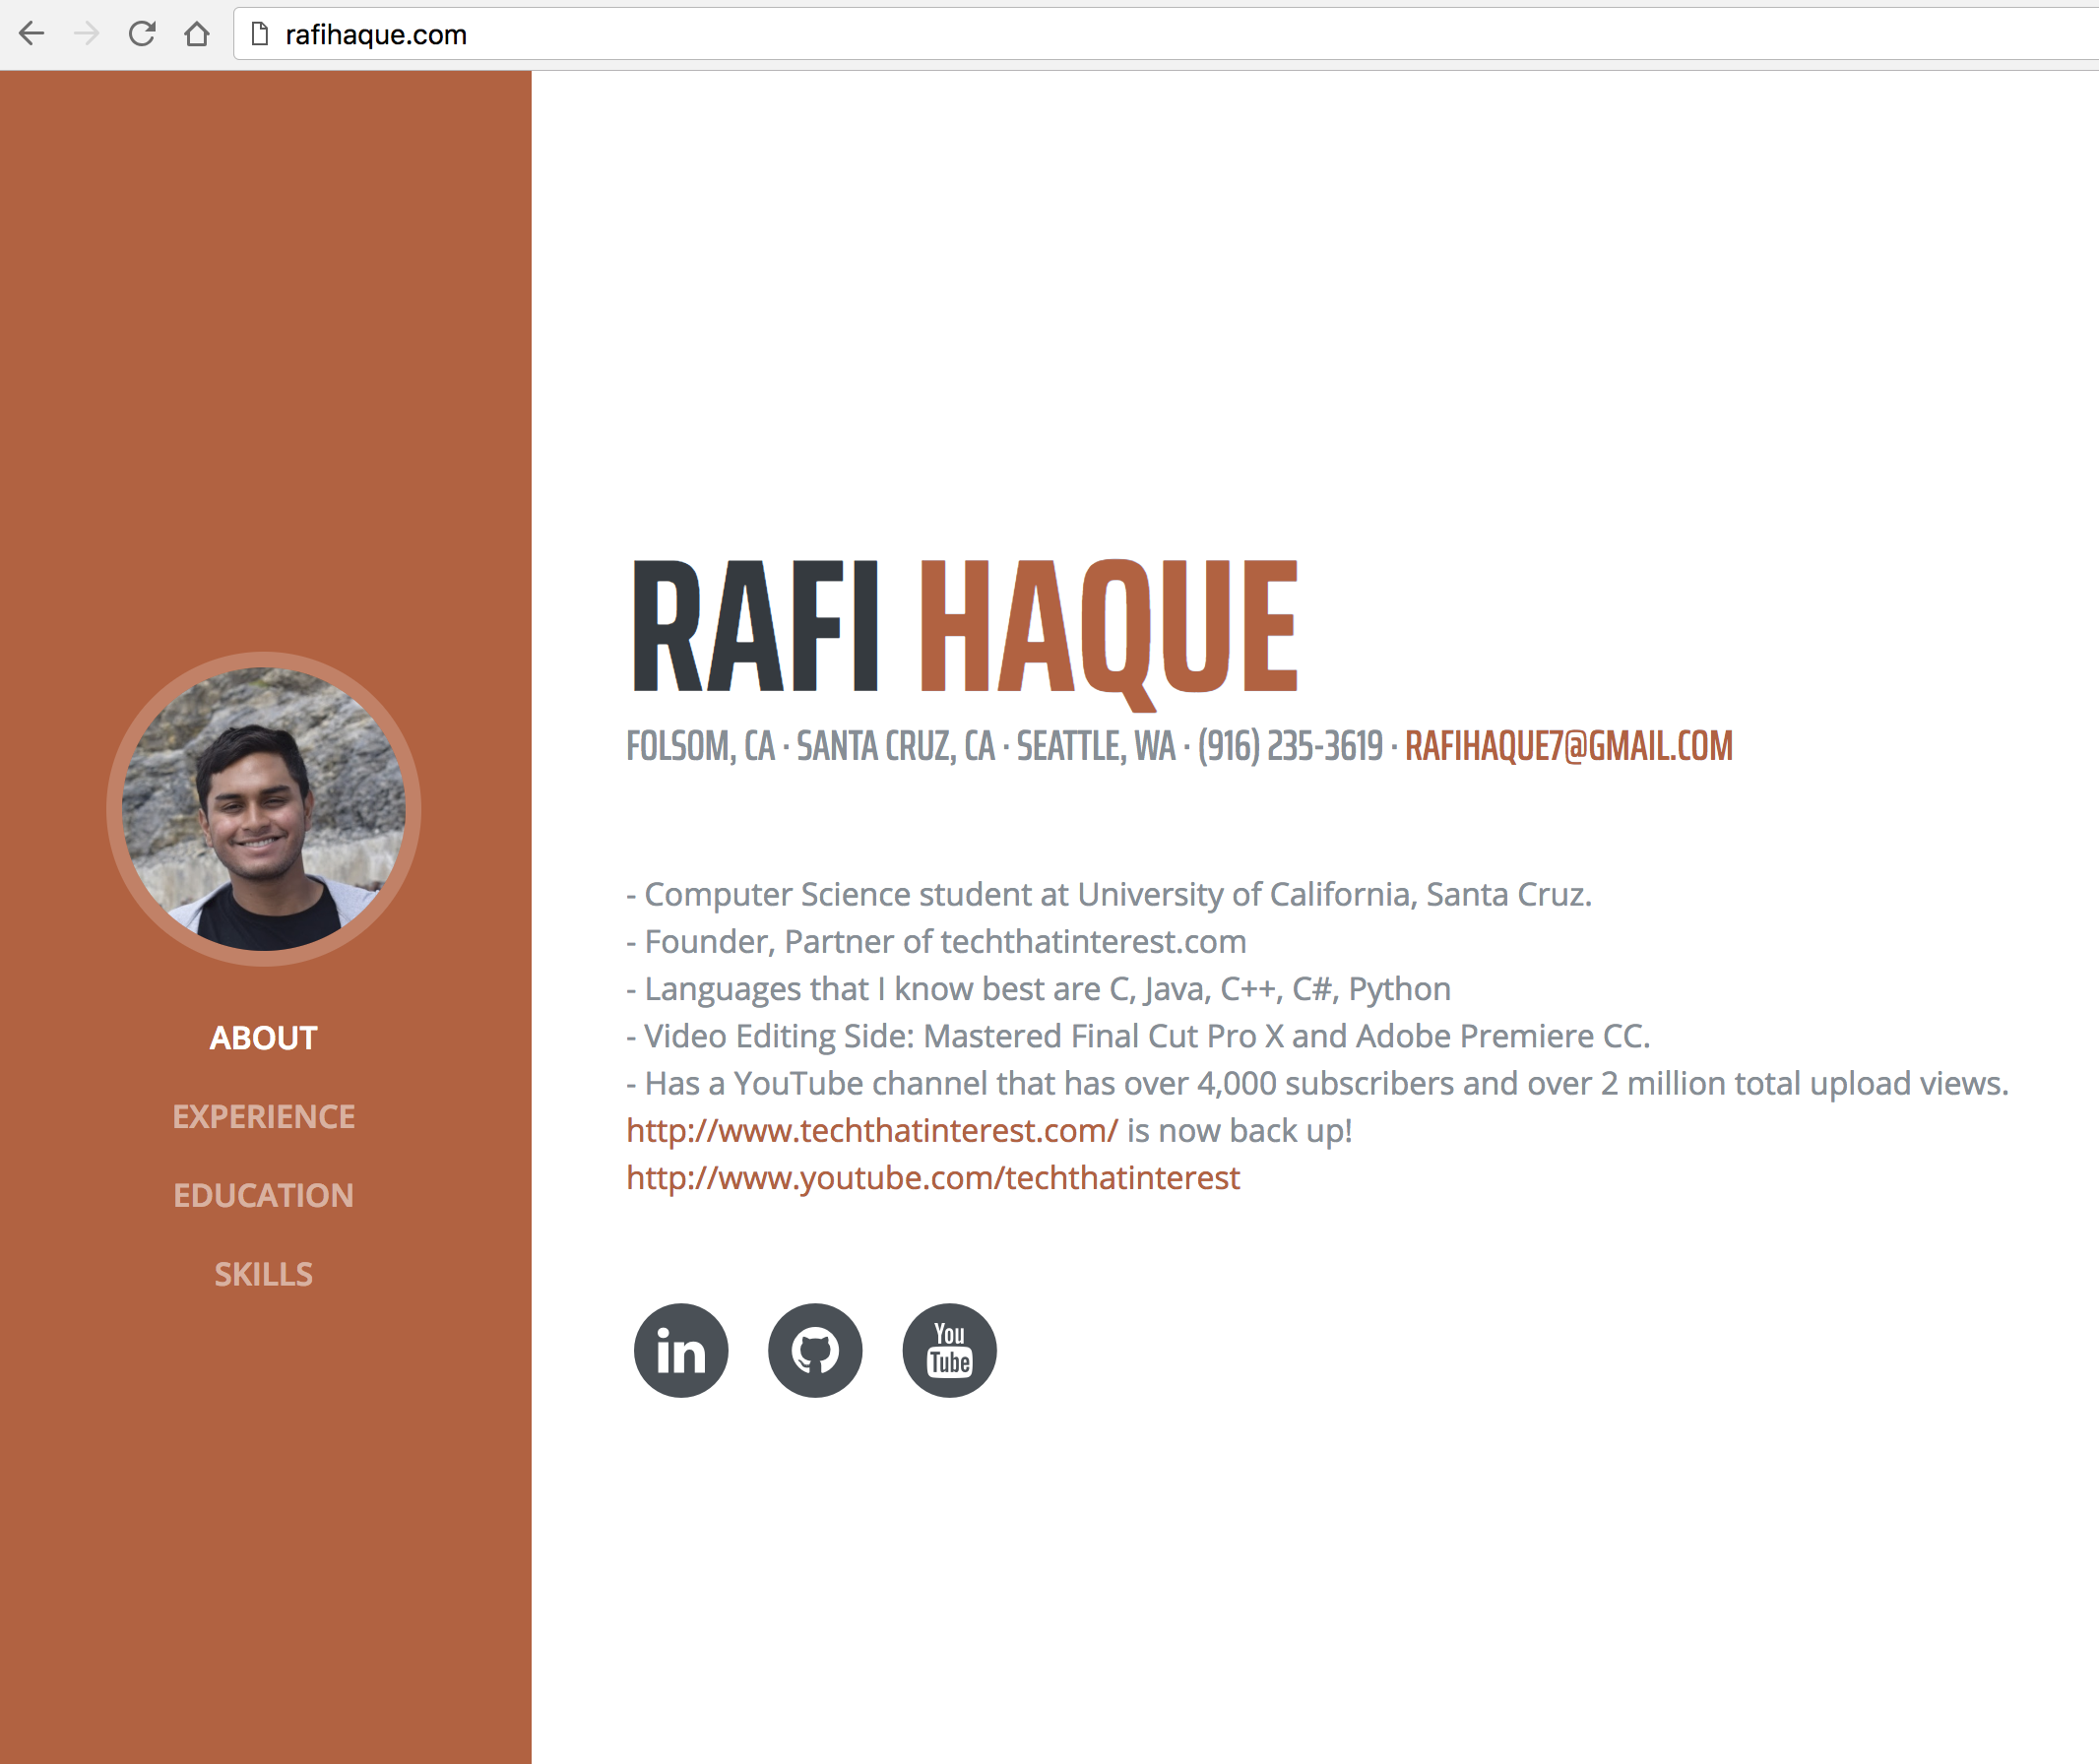 rafihaque.com
RAFI HAQUE
FOLSOM, CA · SANTA CRUZ, CA · SEATTLE, WA · (916) 235-3619 · RAFIHAQUE7@GMAIL.COM
- Computer Science student at University of California, Santa Cruz.
- Founder, Partner of techthatinterest.com
- Languages that I know best are C, Java, C++, C#, Python
- Video Editing Side: Mastered Final Cut Pro X and Adobe Premiere CC.
- Has a YouTube channel that has over 4,000 subscribers and over 2 million total upload views.
http://www.techthatinterest.com/ is now back up!
http://www.youtube.com/techthatinterest
ABOUT
EXPERIENCE
EDUCATION
SKILLS
in
You
Tube